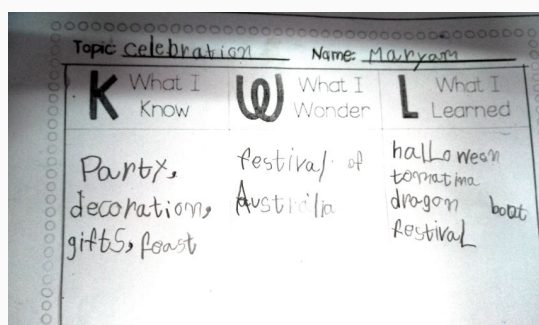 Topic: celebration Name: Maryam
K What I Know
W What I Wonder
L What I Learned
Party,
decoration,
gifts, feast
festival of
Australia
halloween
tomatina
dragon boat
festival